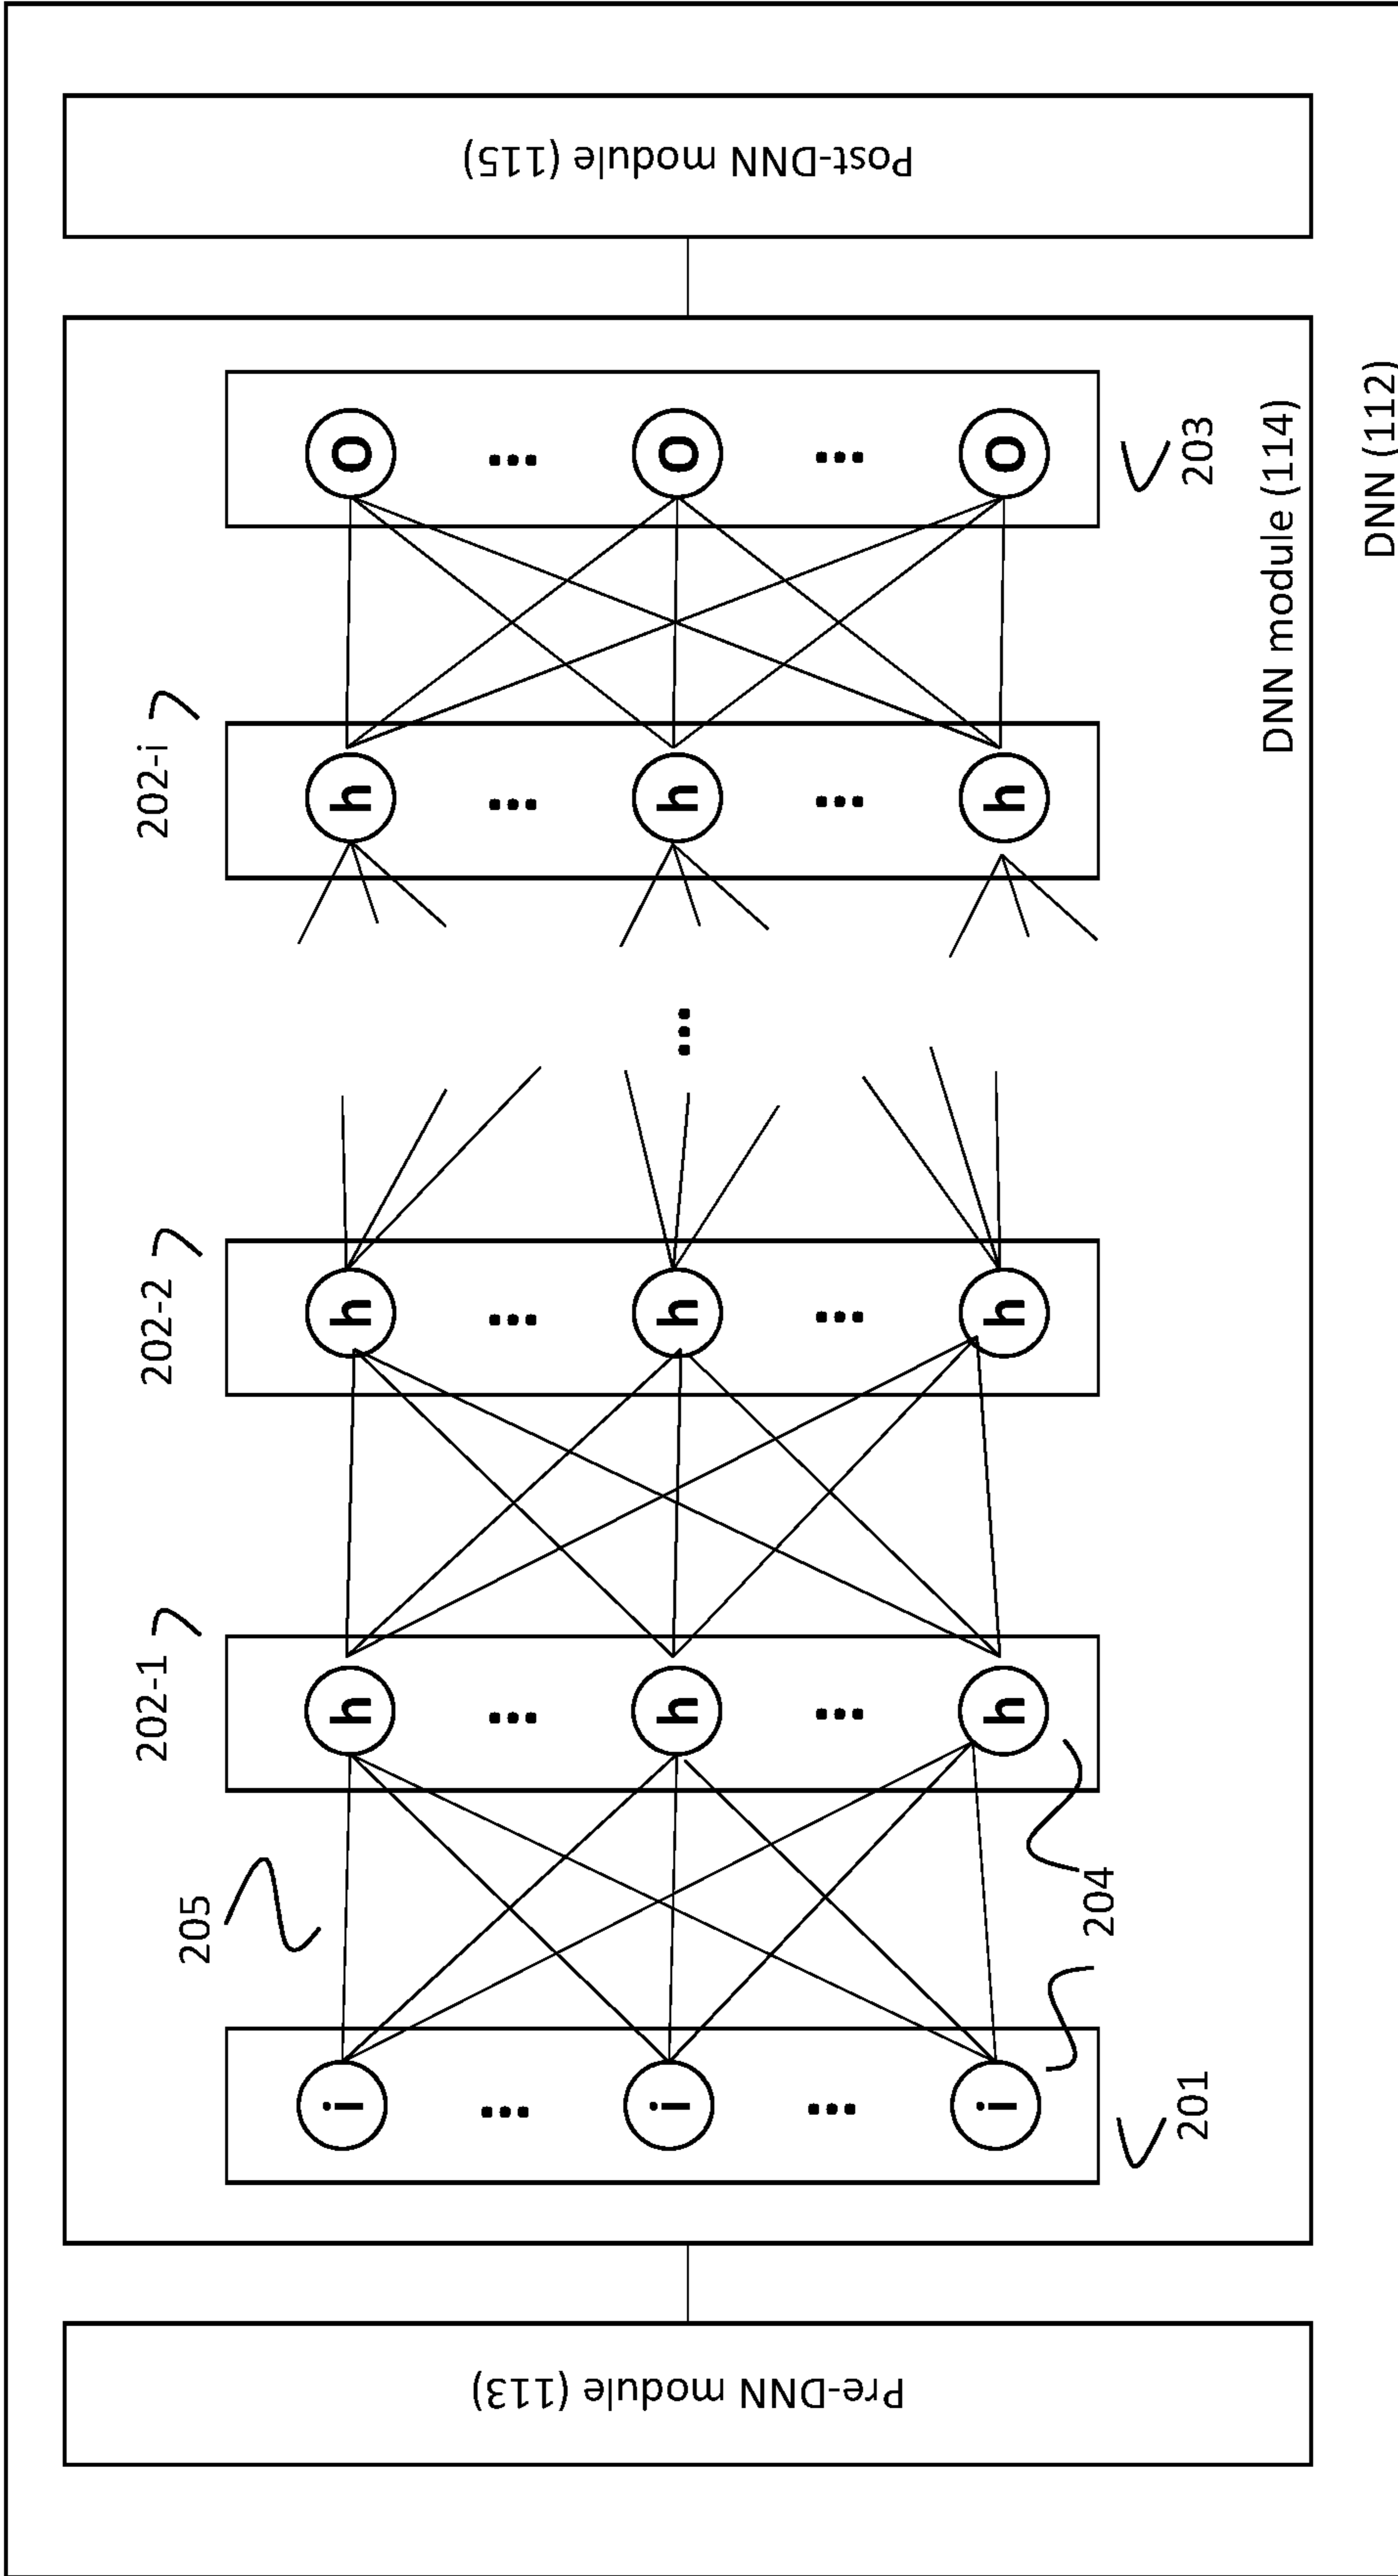 202-1
202-2
202-i
205
i h h h O
... ... ... ... ...
Pre-DNN module (113)
i h h ... h O
Post-DNN module (115)
... ... ... ... ...
i h h h O
204
201
203
DNN module (114)
DNN (112)